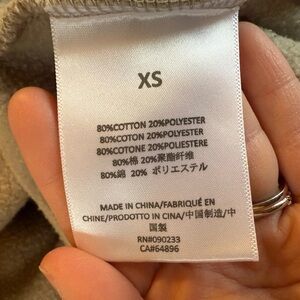 XS
80%COTTON 20%POLYESTER
80%COTTON 20%POLYESTER
80%COTONE 20%POLIESTERE
80%棉 20%聚酯纤维
80%綿 20% ポリエステル
MADE IN CHINA/FABRIQUÉ EN
CHINE/PRODOTTO IN CINA/中国制造/中
国製
RN#090233
CA#64896